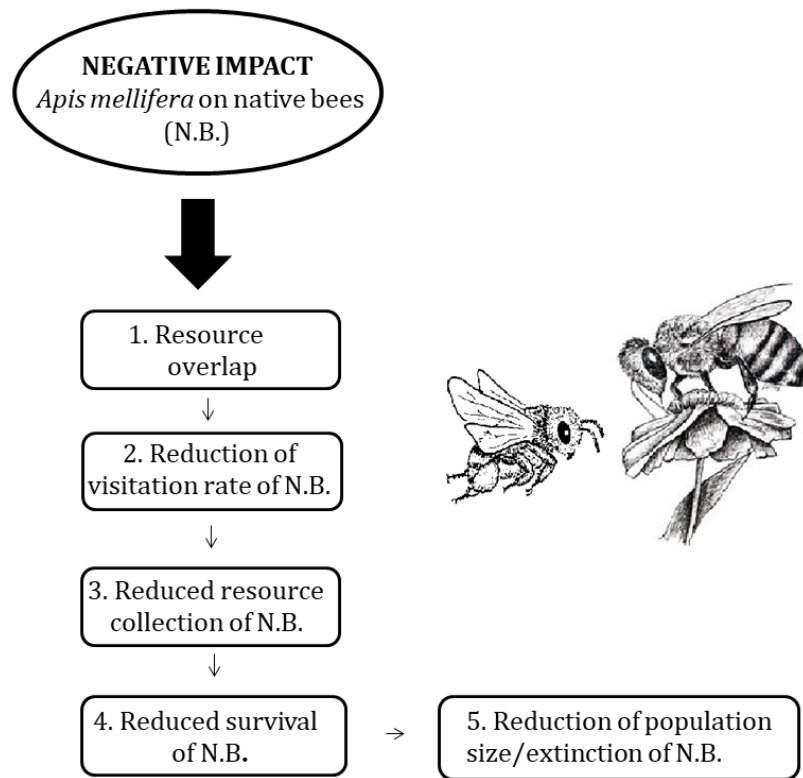 NEGATIVE IMPACT
Apis mellifera on native bees
(N.B.)
1. Resource
overlap
2. Reduction of
visitation rate of N.B.
3. Reduced resource
collection of N.B.
4. Reduced survival
of N.B.
5. Reduction of population
size/extinction of N.B.